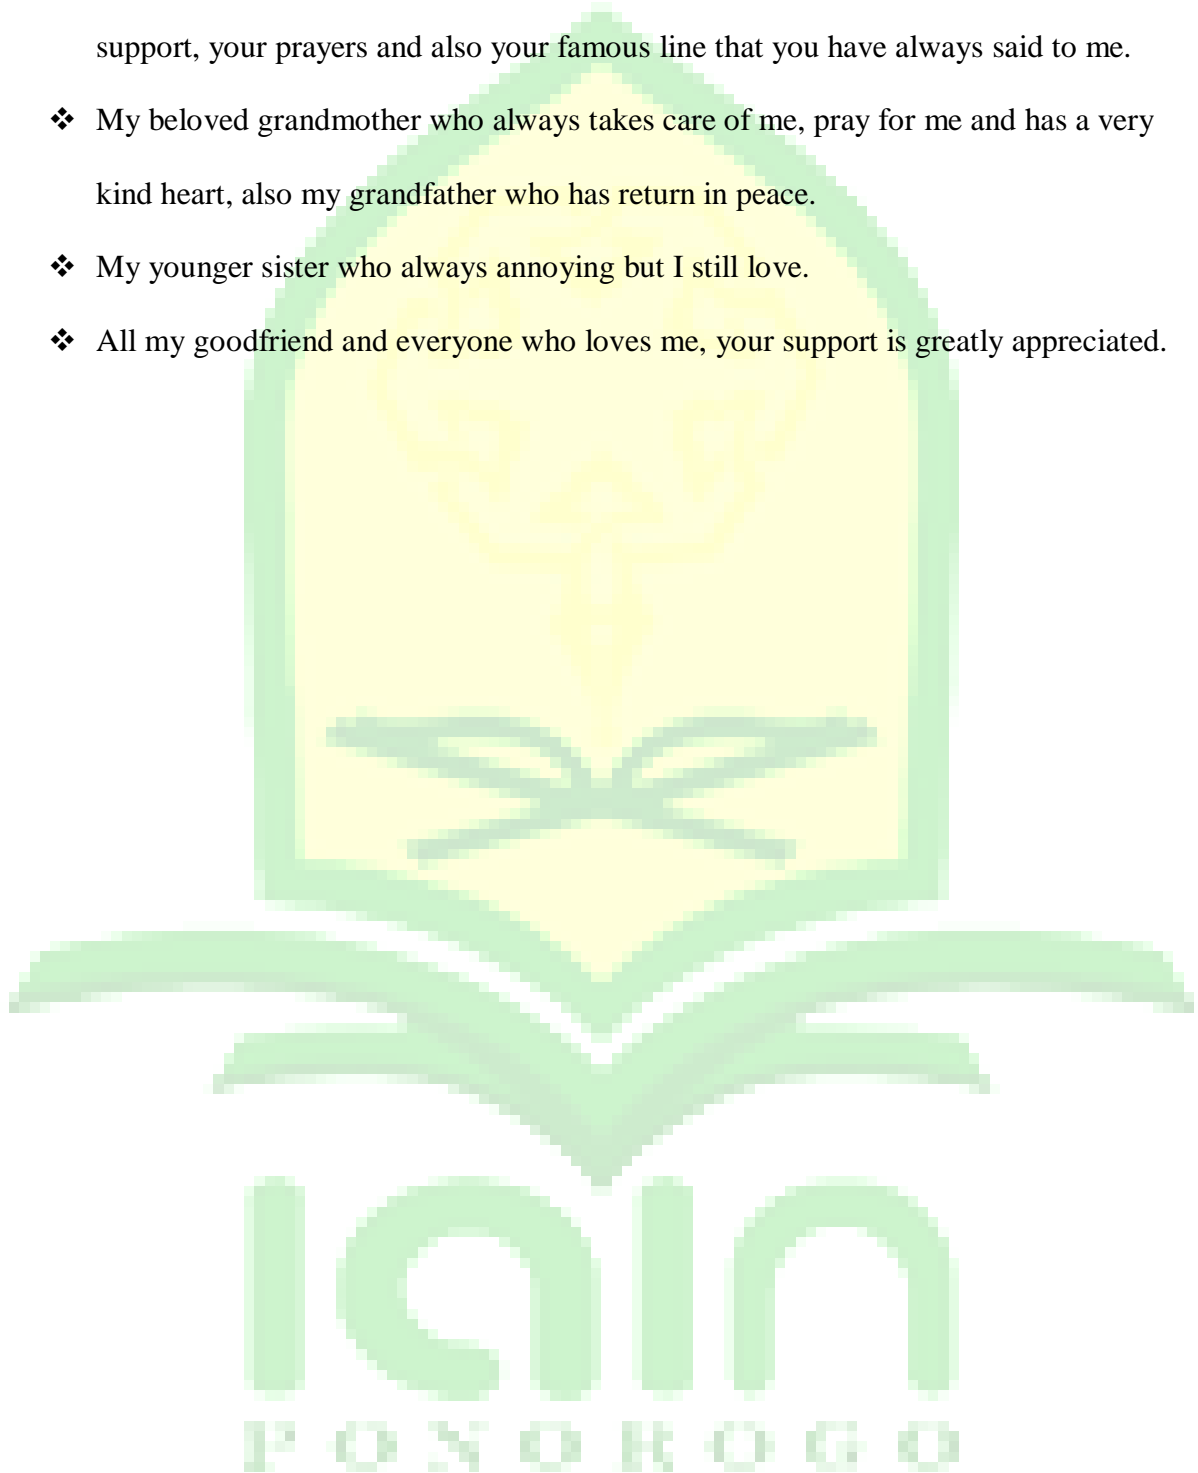 support, your prayers and also your famous line that you have always said to me.
❖ My beloved grandmother who always takes care of me, pray for me and has a very
kind heart, also my grandfather who has return in peace.
❖ My younger sister who always annoying but I still love.
❖ All my goodfriend and everyone who loves me, your support is greatly appreciated.
iain
PONOROGO